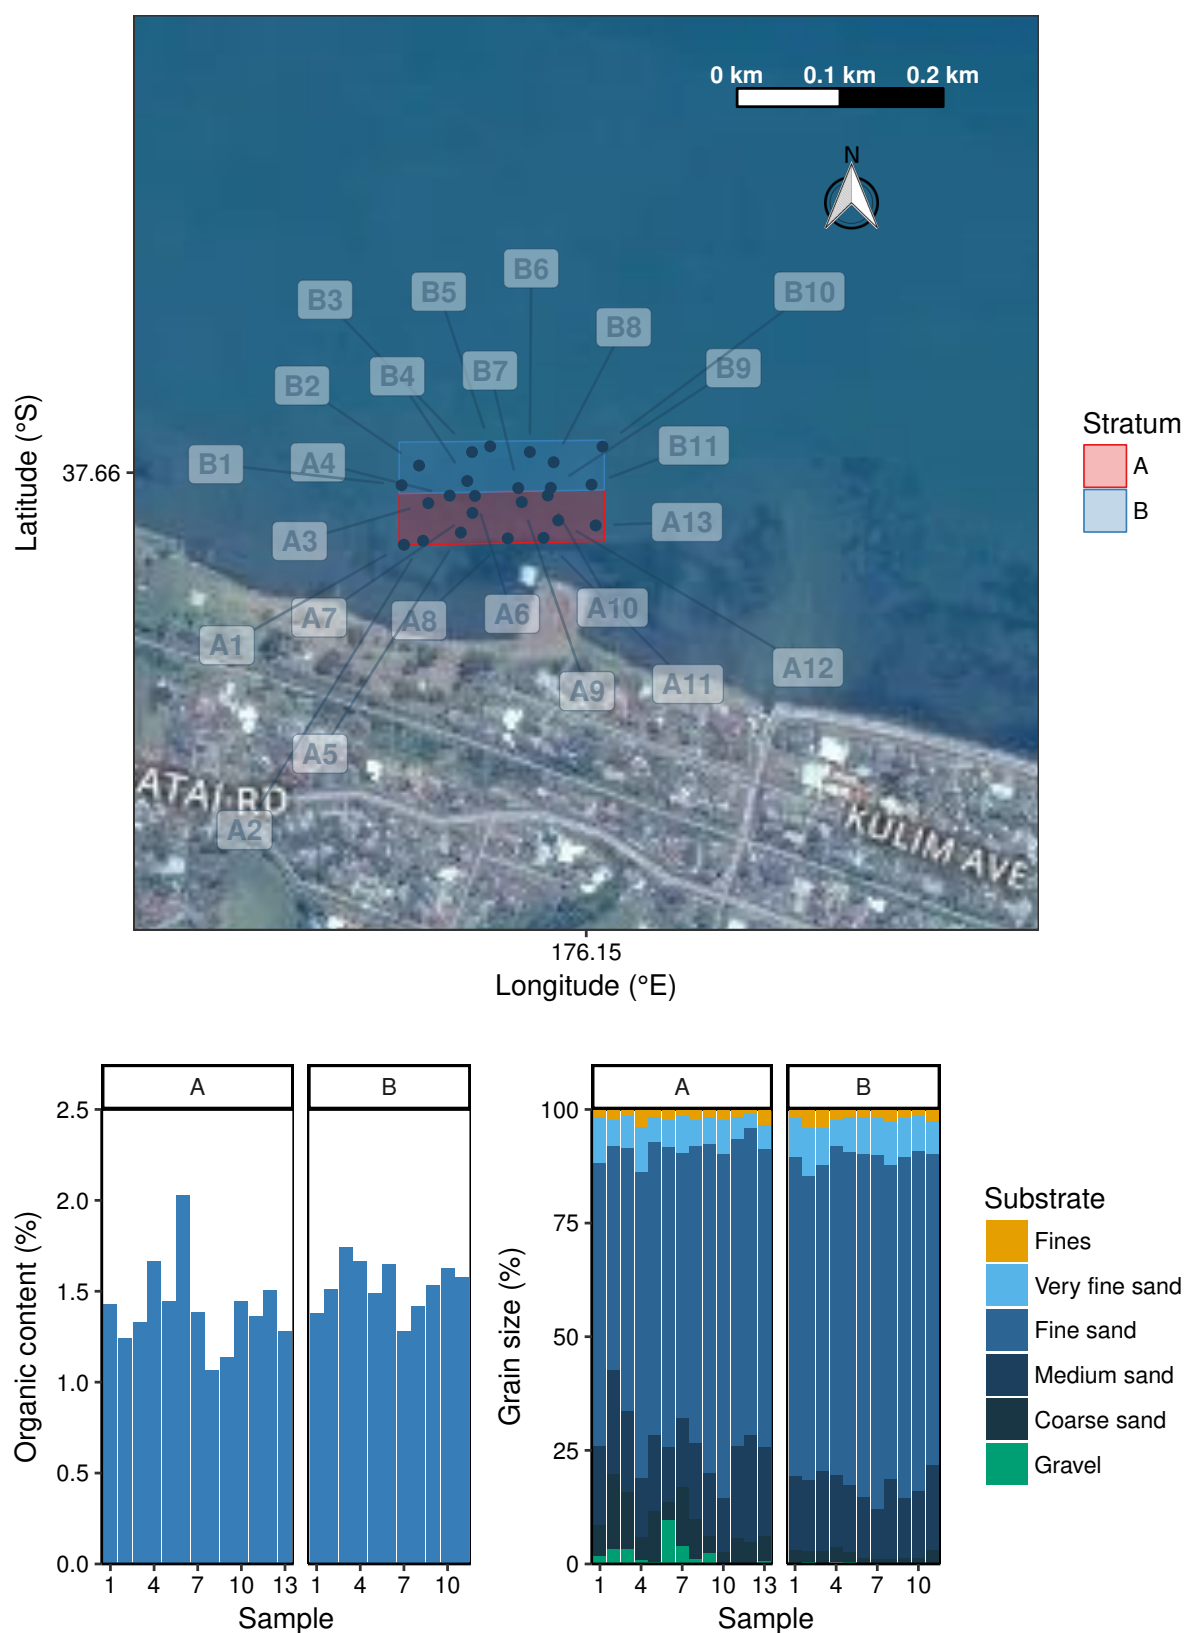 0 km 0.1 km 0.2 km
N
B6
B3 B5 B10
B8
B4 B7 B9
B2
B1 A4 B11
A3 A13
A7 A8 A6 A10
A1
A9 A11 A12
A5
ATAI RD
A2
KULIM AVE
37.66
Latitude (°S)
176.15
Longitude (°E)
Stratum
A
B
A B
2.5
2.0
1.5
1.0
0.5
0.0
Organic content (%)
1 4 7 10 13 1 4 7 10
Sample
A B
100
75
50
25
0
Grain size (%)
1 4 7 10 13 1 4 7 10
Sample
Substrate
Fines
Very fine sand
Fine sand
Medium sand
Coarse sand
Gravel